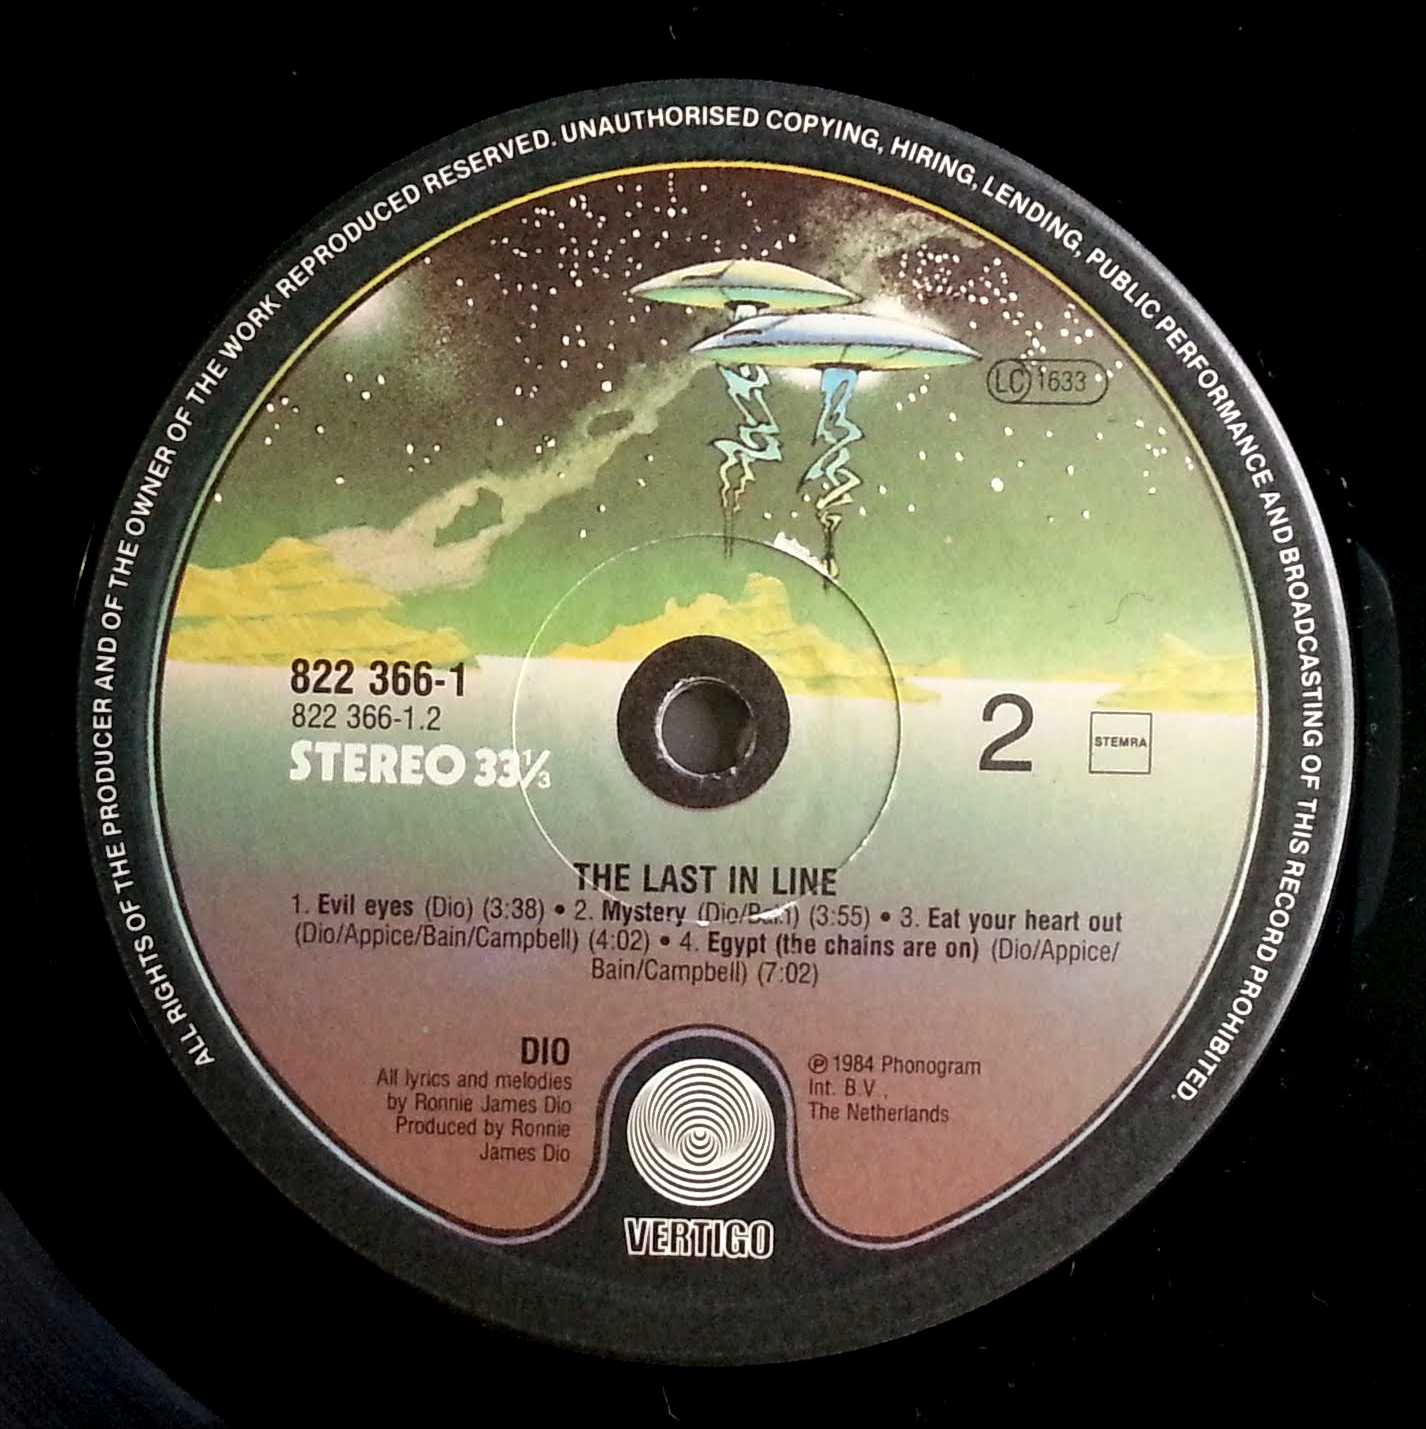 ALL RIGHTS OF THE PRODUCER AND OF THE OWNER OF THE WORK REPRODUCED RESERVED. UNAUTHORISED COPYING, HIRING, LENDING, PUBLIC PERFORMANCE AND BROADCASTING OF THIS RECORD PROHIBITED.
LC 1633
822 366-1
822 366-1.2
STEREO 33⅓
2
STEMRA
THE LAST IN LINE
1. Evil eyes (Dio) (3:38) • 2. Mystery (Dio/Bain) (3:55) • 3. Eat your heart out
(Dio/Appice/Bain/Campbell) (4:02) • 4. Egypt (the chains are on) (Dio/Appice/
Bain/Campbell) (7:02)
DIO
All lyrics and melodies
by Ronnie James Dio
Produced by Ronnie
James Dio
℗ 1984 Phonogram
Int. B.V.,
The Netherlands
VERTIGO